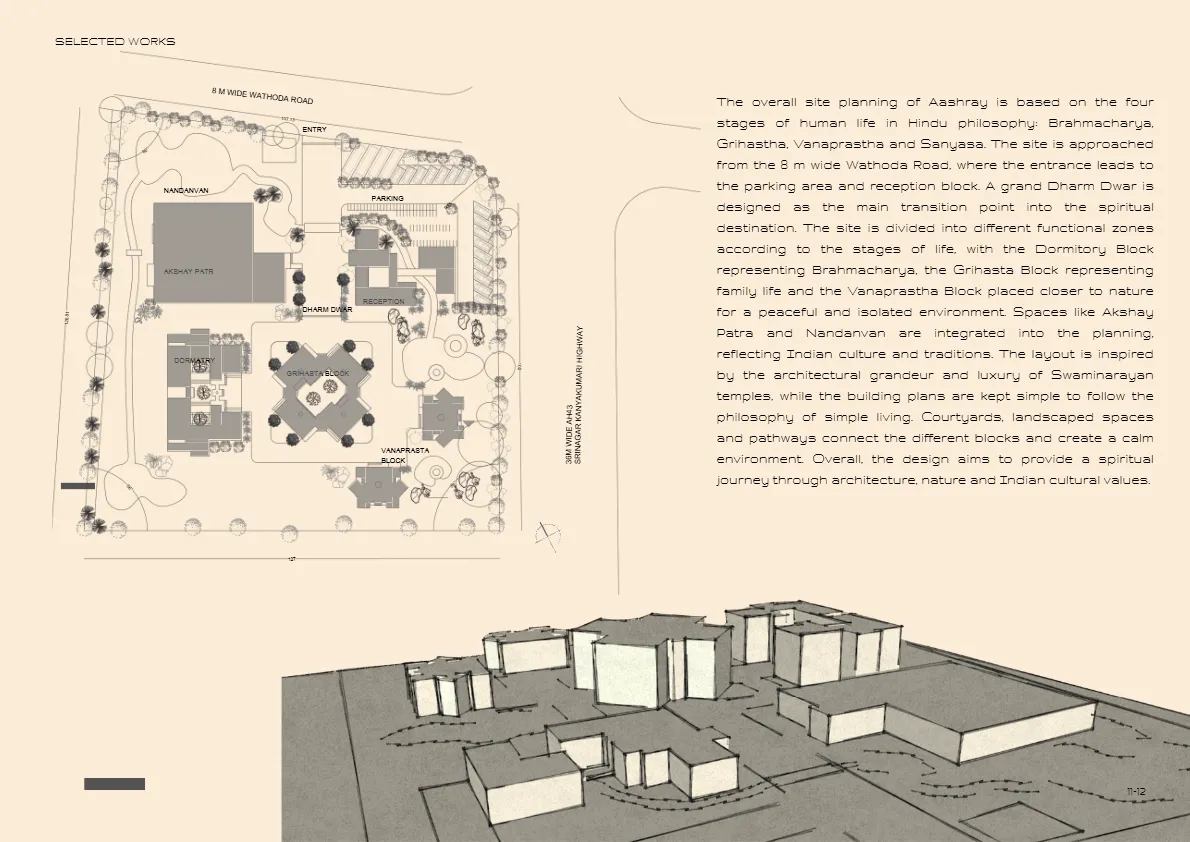 SELECTED WORKS
8 M WIDE WATHODA ROAD
ENTRY
NANDANVAN
PARKING
AKSHAY PATR
RECEPTION
DHARM DWAR
DORMATRY
GRIHASTA BLOCK
VANAPRASTA
BLOCK
36M WIDE AH43
SRINAGAR KANYAKUMARI HIGHWAY
127
The overall site planning of Aashray is based on the four
stages of human life in Hindu philosophy: Brahmacharya,
Grihastha, Vanaprastha and Sanyasa. The site is approached
from the 8 m wide Wathoda Road, where the entrance leads to
the parking area and reception block. A grand Dharm Dwar is
designed as the main transition point into the spiritual
destination. The site is divided into different functional zones
according to the stages of life, with the Dormitory Block
representing Brahmacharya, the Grihasta Block representing
family life and the Vanaprastha Block placed closer to nature
for a peaceful and isolated environment. Spaces like Akshay
Patra and Nandanvan are integrated into the planning,
reflecting Indian culture and traditions. The layout is inspired
by the architectural grandeur and luxury of Swaminarayan
temples, while the building plans are kept simple to follow the
philosophy of simple living. Courtyards, landscaped spaces
and pathways connect the different blocks and create a calm
environment. Overall, the design aims to provide a spiritual
journey through architecture, nature and Indian cultural values.
11-12